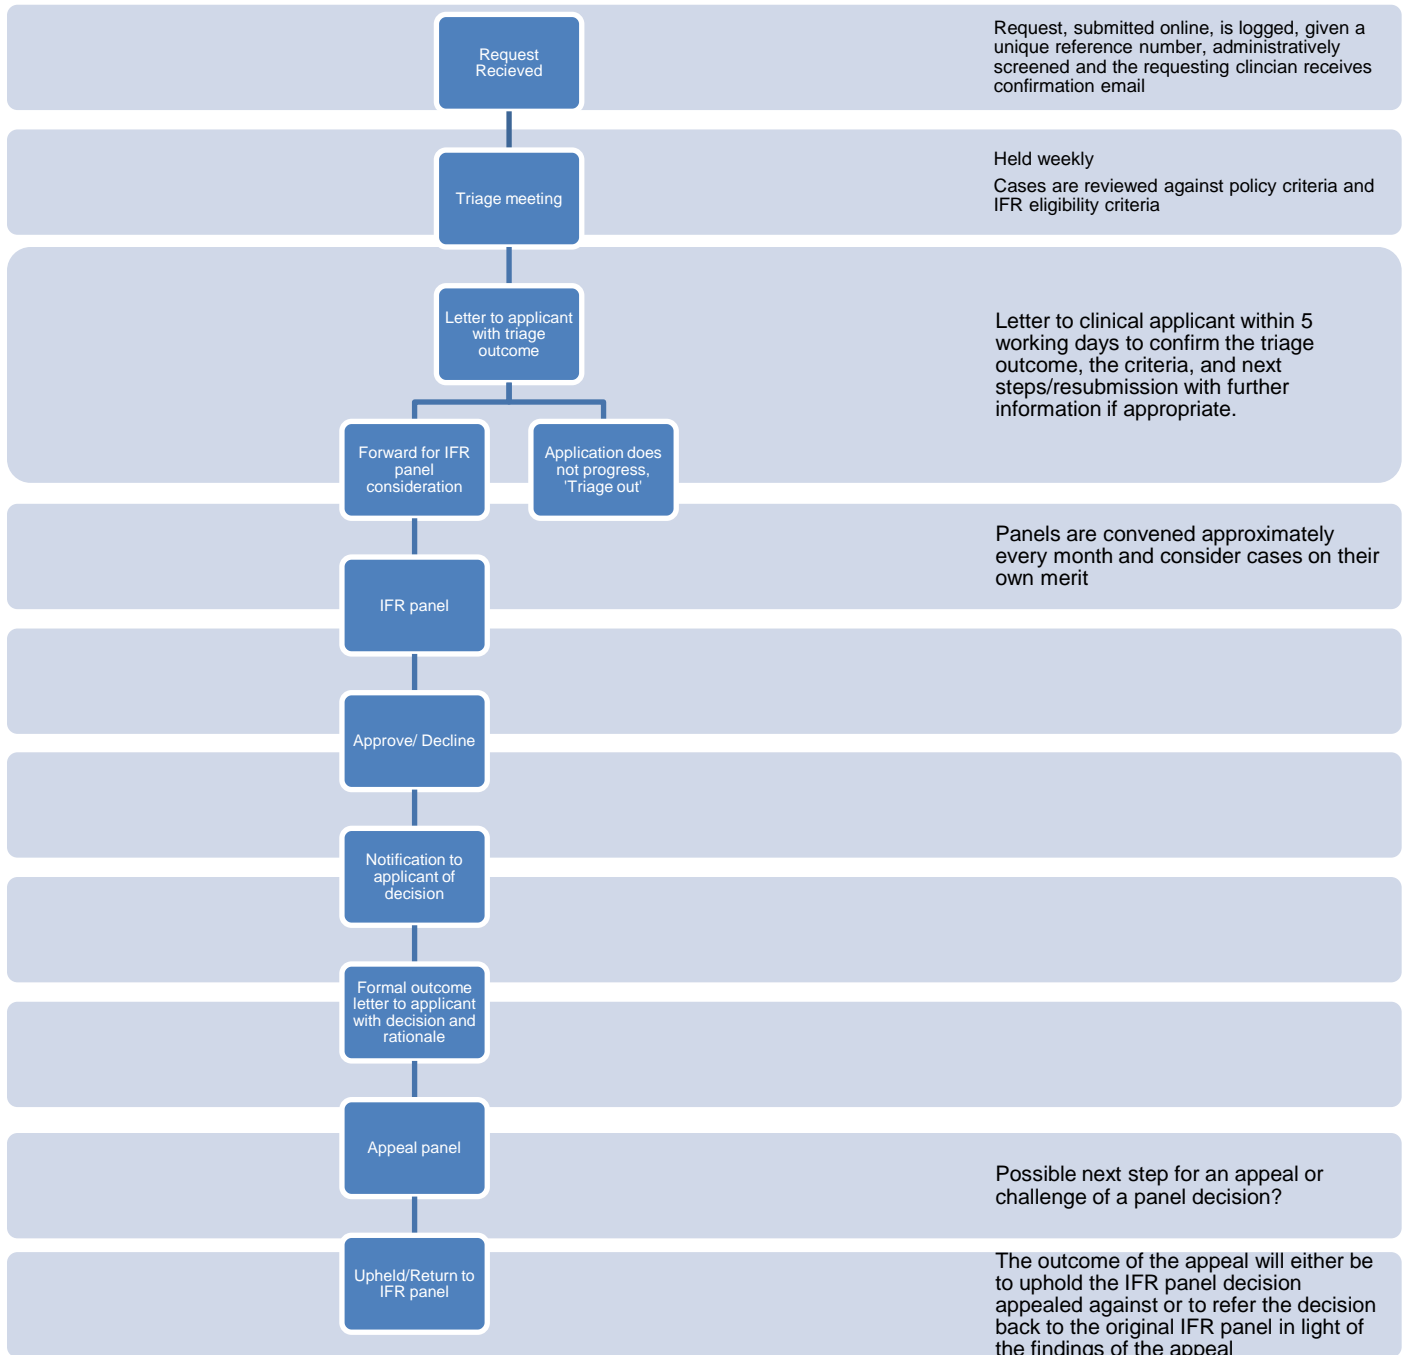 Request
Recieved
Request, submitted online, is logged, given a
unique reference number, administratively
screened and the requesting clincian receives
confirmation email
Triage meeting
Held weekly
Cases are reviewed against policy criteria and
IFR eligibility criteria
Letter to applicant
with triage
outcome
Letter to clinical applicant within 5
working days to confirm the triage
outcome, the criteria, and next
steps/resubmission with further
information if appropriate.
Forward for IFR
panel
consideration
Application does
not progress,
'Triage out'
IFR panel
Panels are convened approximately
every month and consider cases on their
own merit
Approve/ Decline
Notification to
applicant of
decision
Formal outcome
letter to applicant
with decision and
rationale
Appeal panel
Possible next step for an appeal or
challenge of a panel decision?
Upheld/Return to
IFR panel
The outcome of the appeal will either be
to uphold the IFR panel decision
appealed against or to refer the decision
back to the original IFR panel in light of
the findings of the appeal